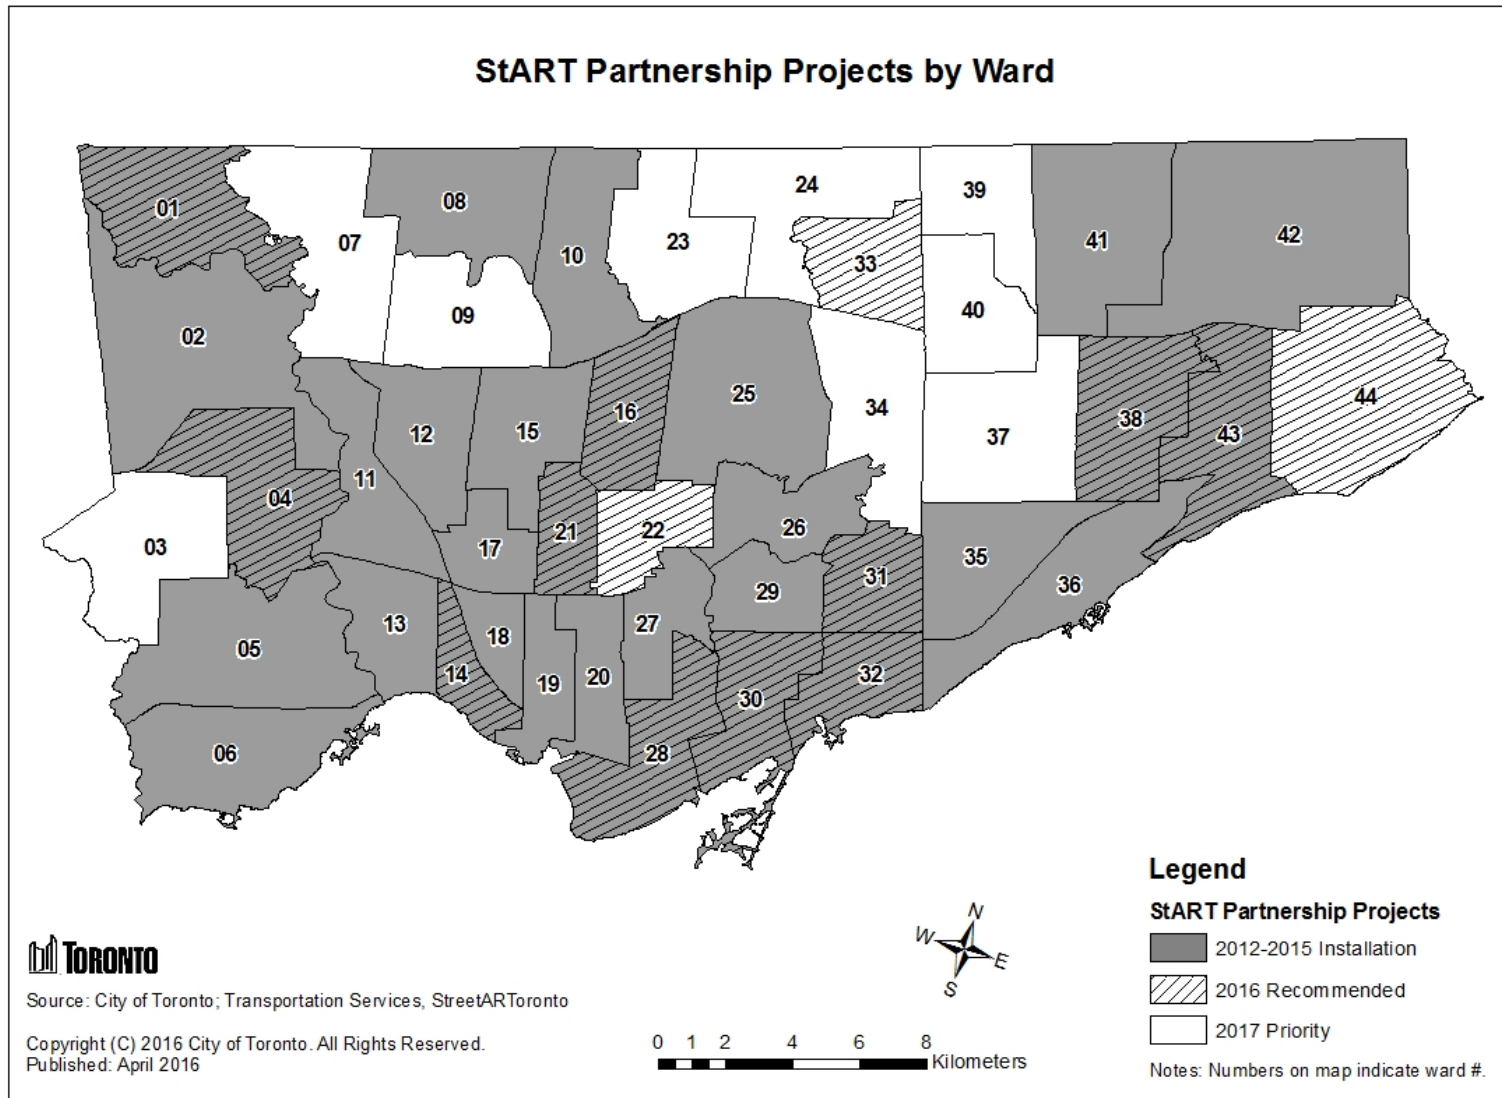 StART Partnership Projects by Ward
24
39
08
01
41
42
07
23
10
33
09
40
02
25
16
34
44
12
15
38
43
37
11
04
22
26
21
03
17
35
31
36
29
13
27
18
05
14
20
19
32
30
06
28
Legend
StART Partnership Projects
2012-2015 Installation
2016 Recommended
2017 Priority
Notes: Numbers on map indicate ward #.
N
W
E
S
TORONTO
Source: City of Toronto; Transportation Services, StreetARToronto
Copyright (C) 2016 City of Toronto. All Rights Reserved.
Published: April 2016
0 1 2 4 6 8
Kilometers